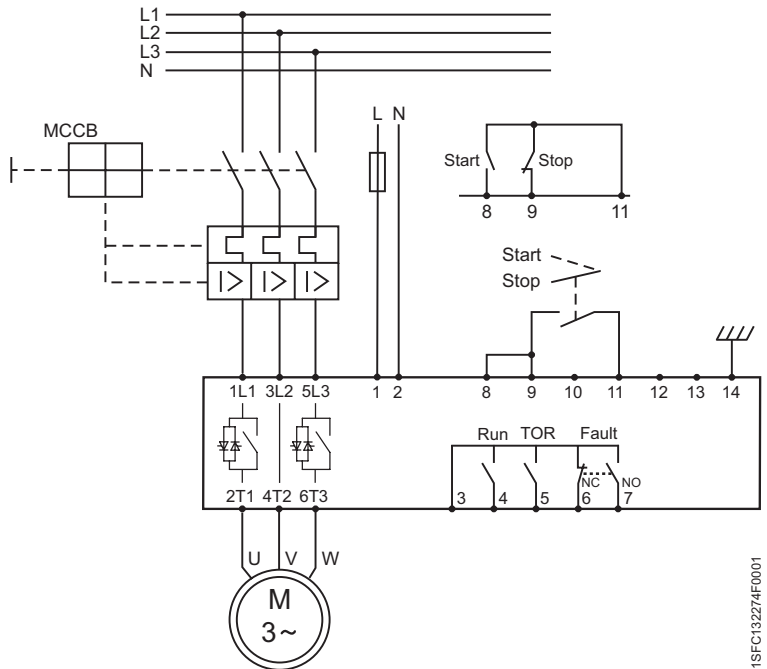 L1
L2
L3
N
L N
MCCB
Start Stop
8 9 11
I> I> I>
Start
Stop
1L1 3L2 5L3 1 2 8 9 10 11 12 13 14
Run TOR Fault
NC NO
2T1 4T2 6T3 3 4 5 6 7
U V W
M
3~
1SFC132274F0001